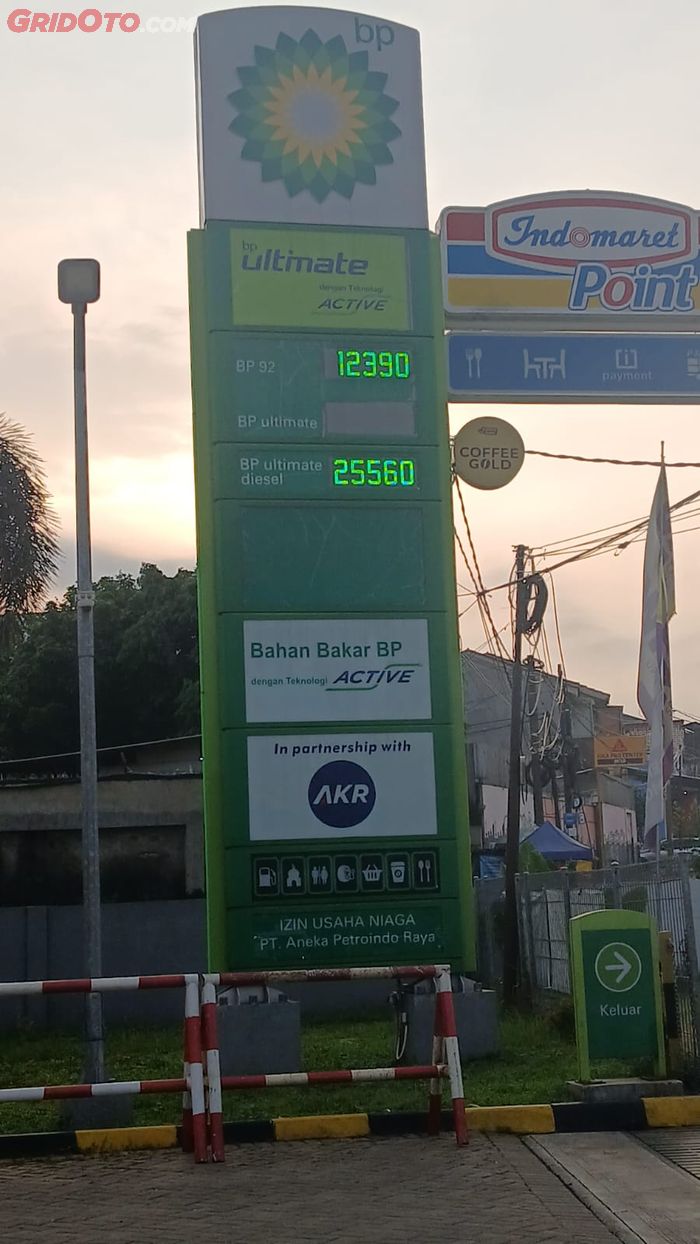 GRIDOTO.COM
bp
bp
ultimate
dengan Teknologi
ACTIVE
BP 92 12390
BP ultimate
BP ultimate
diesel 25560
Bahan Bakar BP
dengan Teknologi ACTIVE
In partnership with
AKR
IZIN USAHA NIAGA
PT. Aneka Petroindo Raya
Indomaret
Point
payment
COFFEE
GOLD
Keluar